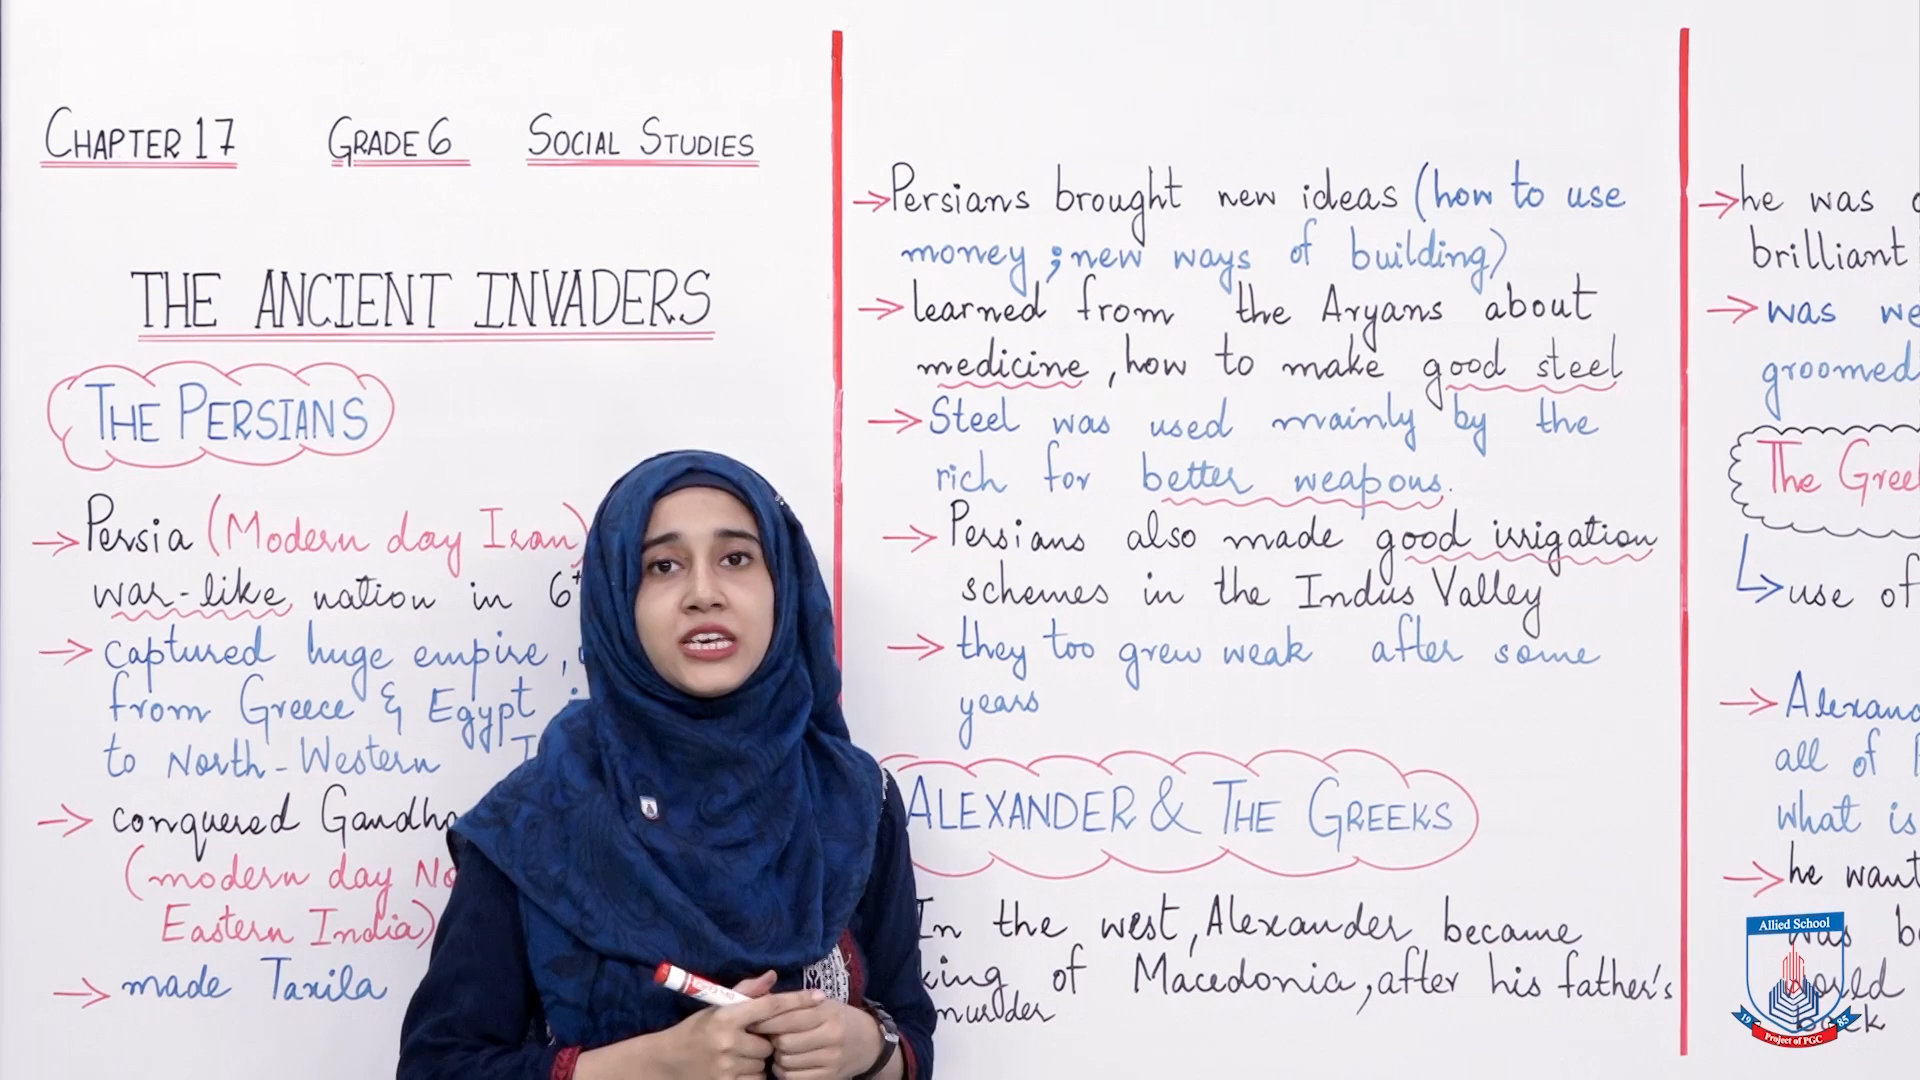 CHAPTER 17 GRADE 6 SOCIAL STUDIES
THE ANCIENT INVADERS
THE PERSIANS
→ Persia (Modern day Iran)
war-like nation in
→ captured huge empire,
from Greece & Egypt
to North-Western
→ conquered
(modern day
Eastern India)
→ made Taxila
→ Persians brought new ideas (how to use
money ; new ways of building)
→ learned from the Aryans about
medicine, how to make good steel
→ Steel was used mainly by the
rich for better weapons.
→ Persians also made good irrigation
schemes in the Indus Valley
→ they too grew weak after some
years
ALEXANDER & THE GREEKS
In the west, Alexander became
king of Macedonia, after his father's
murder
→ he was
brilliant
→ was
groomed
The
→ use of
→
all of
what is
→ he
was
world
back
Allied School
19 85
Project of PGC